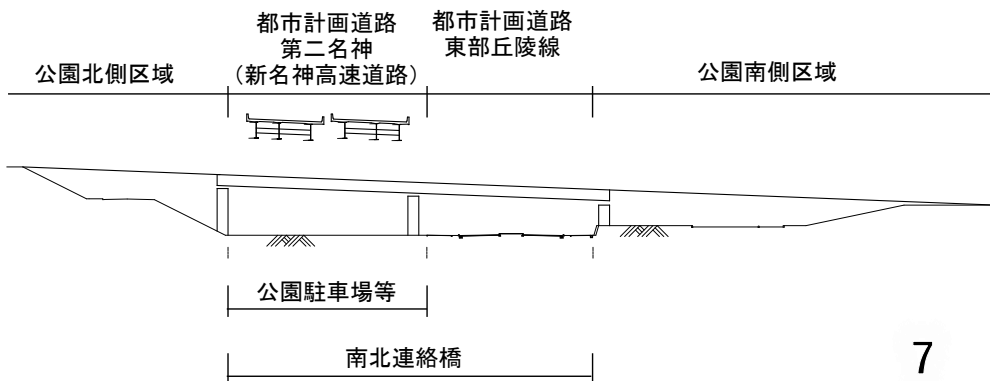 都市計画道路
第二名神
（新名神高速道路）
都市計画道路
東部丘陵線
公園北側区域
公園南側区域
公園駐車場等
南北連絡橋
7